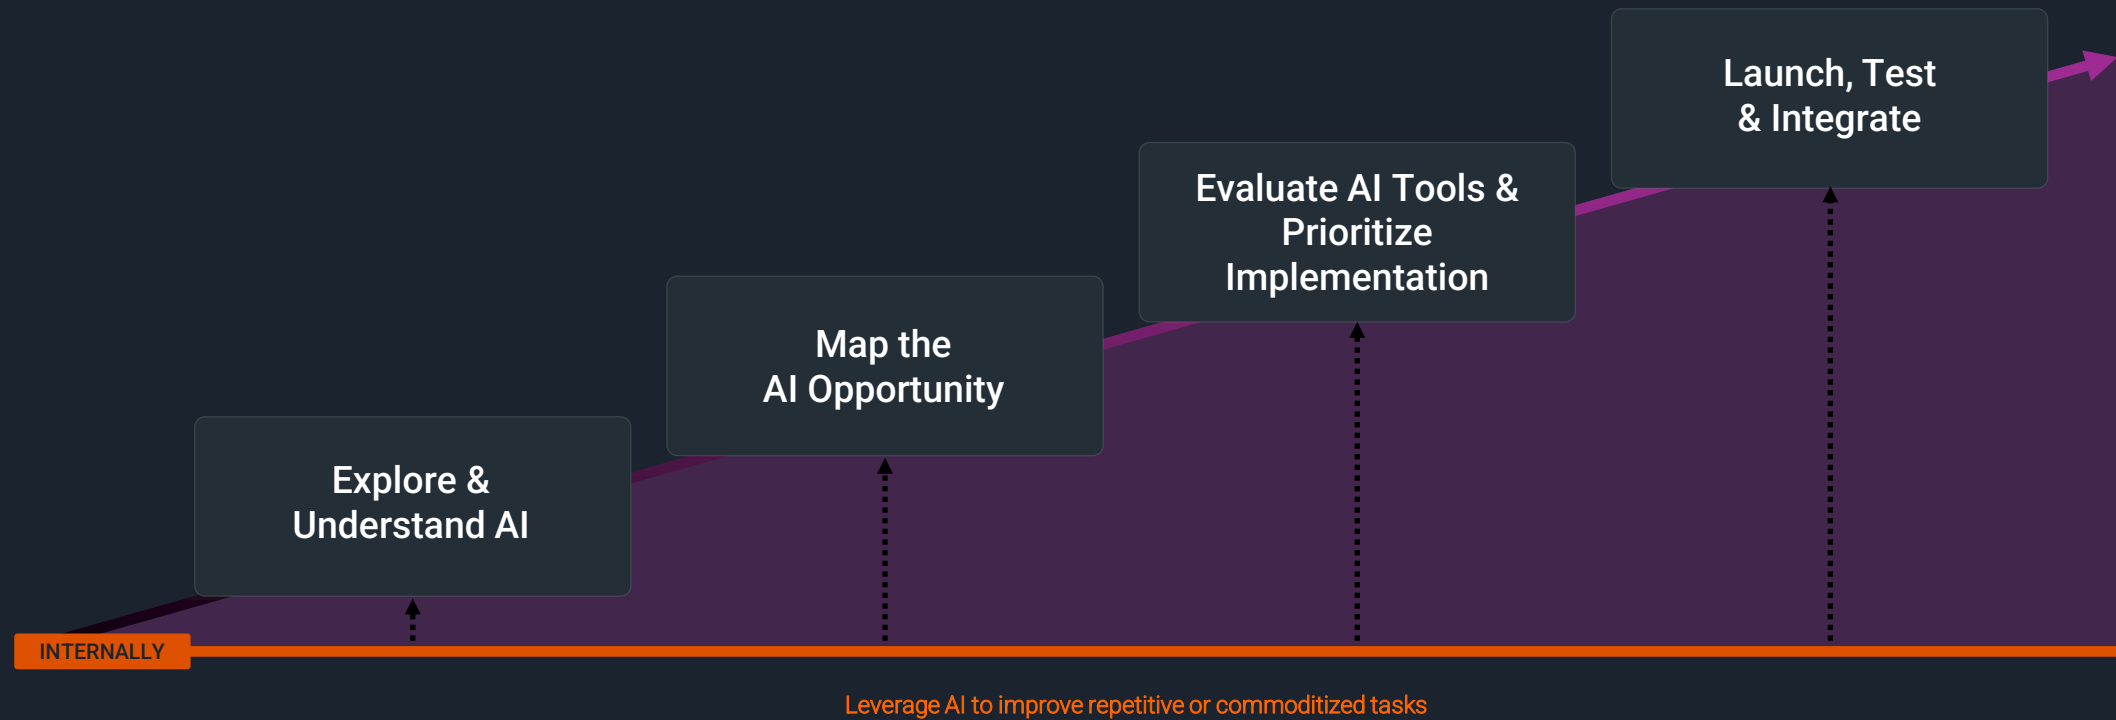 Launch, Test
& Integrate
Evaluate AI Tools &
Prioritize
Implementation
Map the
AI Opportunity
Explore &
Understand AI
INTERNALLY
Leverage AI to improve repetitive or commoditized tasks